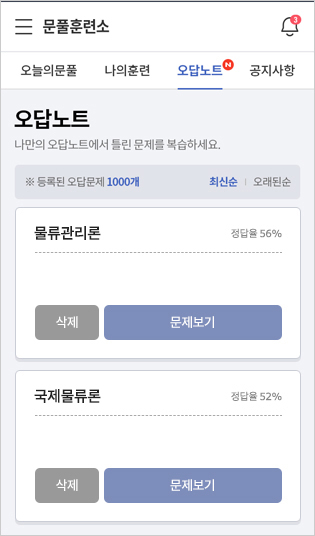 문풀훈련소
3
오늘의문풀 나의훈련 오답노트 N 공지사항
오답노트
나만의 오답노트에서 틀린 문제를 복습하세요.
※ 등록된 오답문제 1000개 최신순 | 오래된순
물류관리론 정답율 56%
삭제 문제보기
국제물류론 정답율 52%
삭제 문제보기